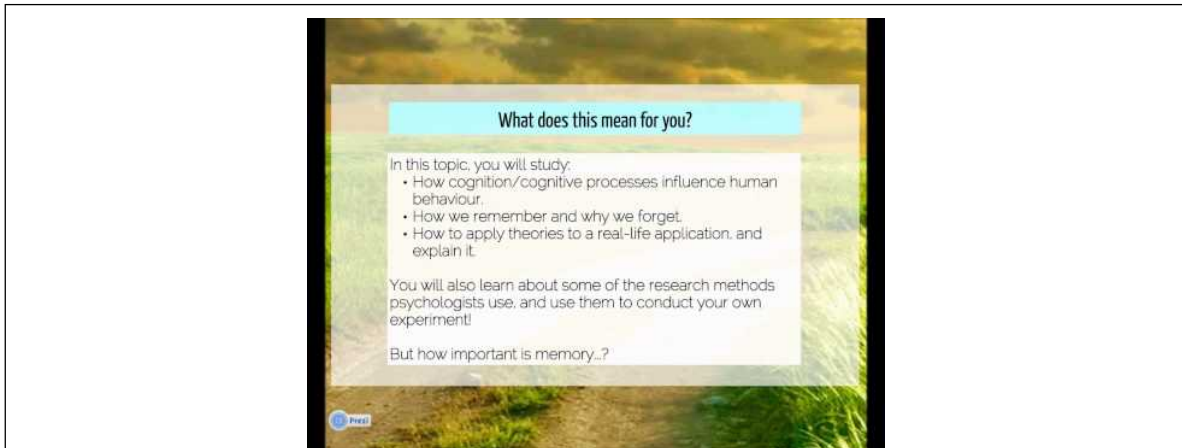 What does this mean for you?
In this topic, you will study:
• How cognition/cognitive processes influence human
behaviour.
• How we remember and why we forget.
• How to apply theories to a real-life application, and
explain it.
You will also learn about some of the research methods
psychologists use, and use them to conduct your own
experiment!
But how important is memory...?
Prezi